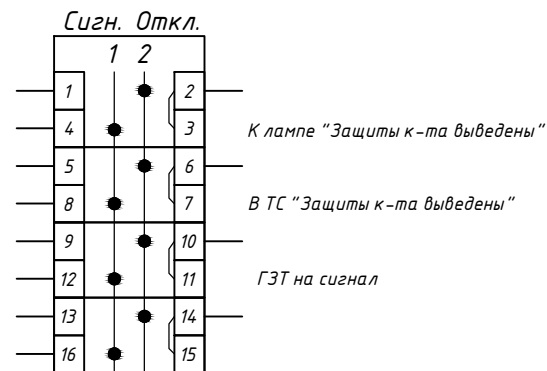 Сигн. Откл.
1 2
1 2
4 3 К лампе "Защиты к-та выведены"
5 6
8 7 В ТС "Защиты к-та выведены"
9 10
12 11 ГЗТ на сигнал
13 14
16 15